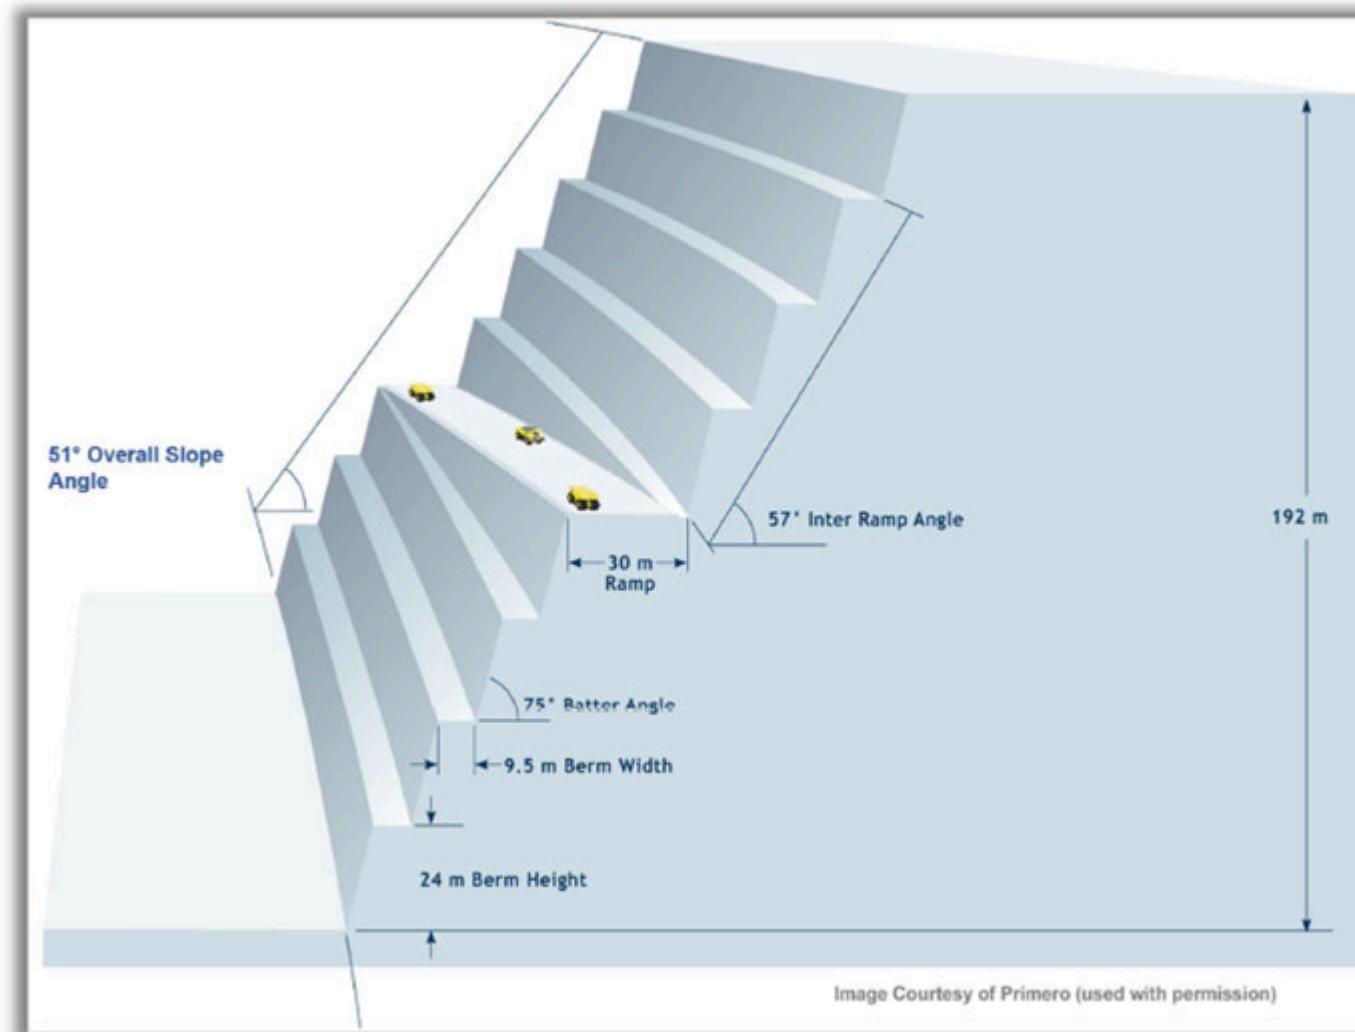 51° Overall Slope
Angle
57° Inter Ramp Angle
192 m
30 m
Ramp
75° Batter Angle
9.5 m Berm Width
24 m Berm Height
Image Courtesy of Primero (used with permission)